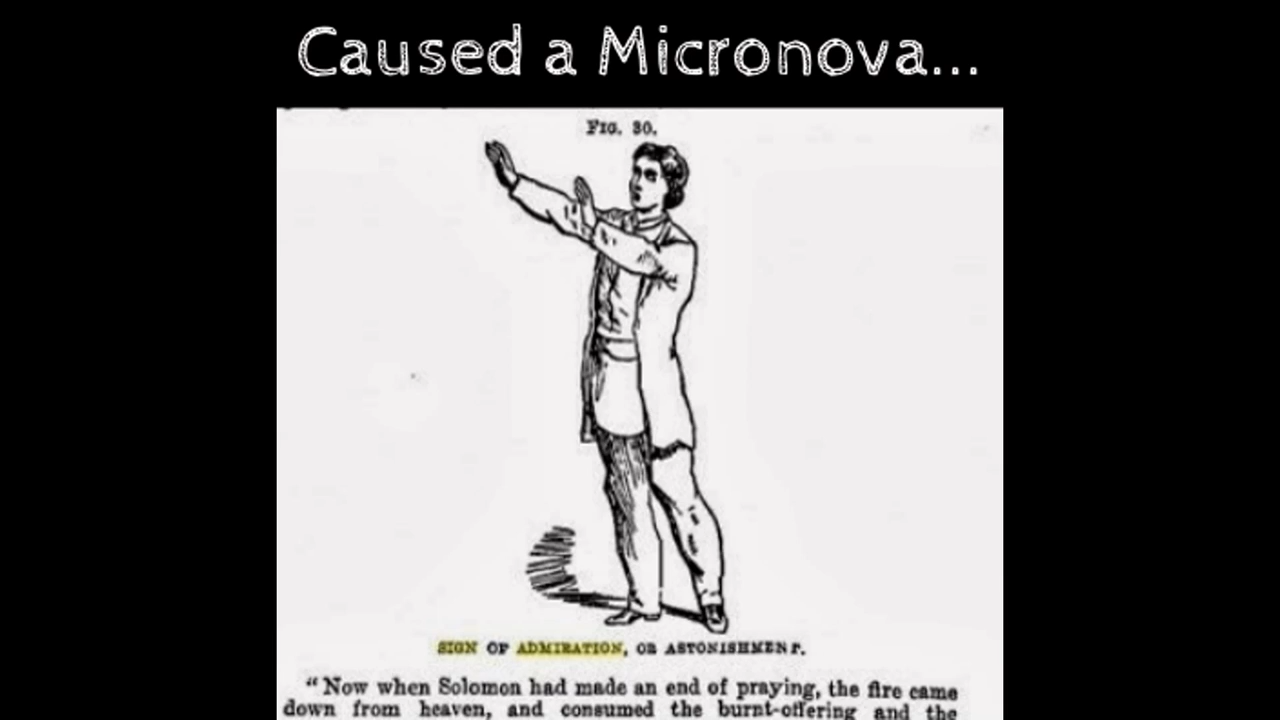 Caused a Micronova...
FIG. 30.
SIGN OF ADMIRATION, OR ASTONISHMENT.
"Now when Solomon had made an end of praying, the fire came
down from heaven, and consumed the burnt-offering and the